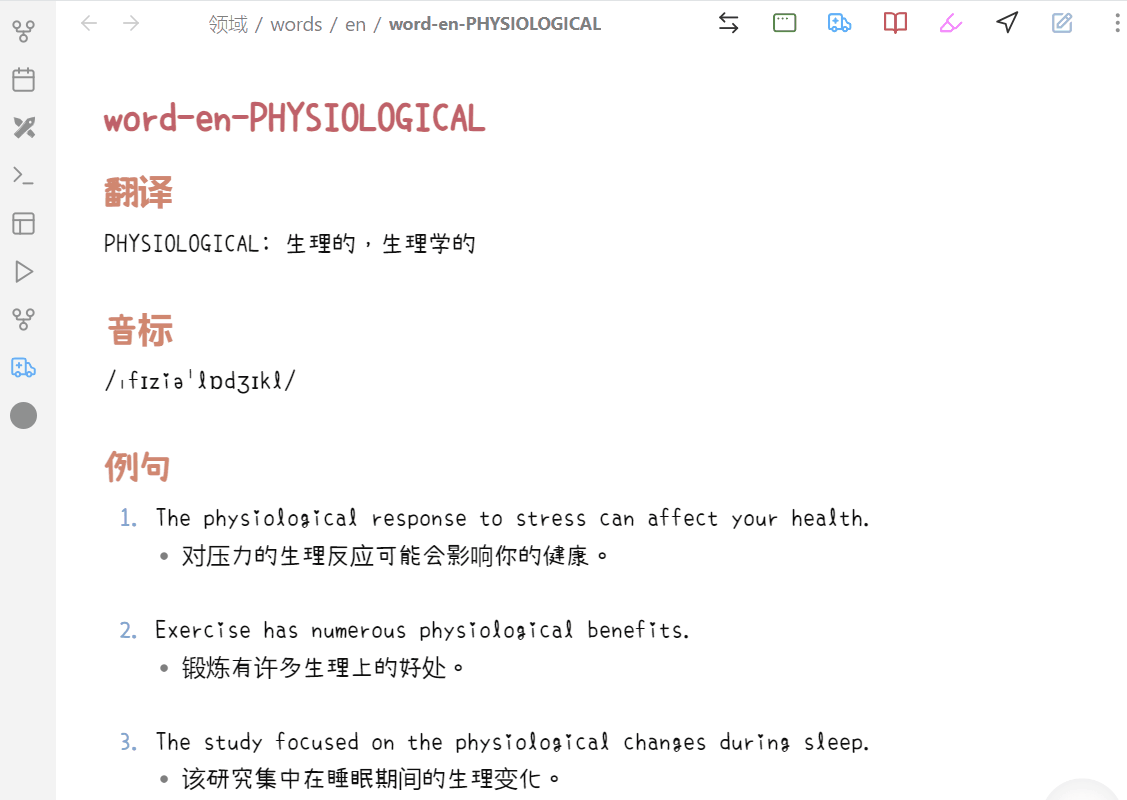 领域 / words / en / word-en-PHYSIOLOGICAL
word-en-PHYSIOLOGICAL
翻译
PHYSIOLOGICAL: 生理的，生理学的
音标
/ˌfɪziəˈlɒdʒɪkl/
例句
1. The physiological response to stress can affect your health.
• 对压力的生理反应可能会影响你的健康。
2. Exercise has numerous physiological benefits.
• 锻炼有许多生理上的好处。
3. The study focused on the physiological changes during sleep.
• 该研究集中在睡眠期间的生理变化。